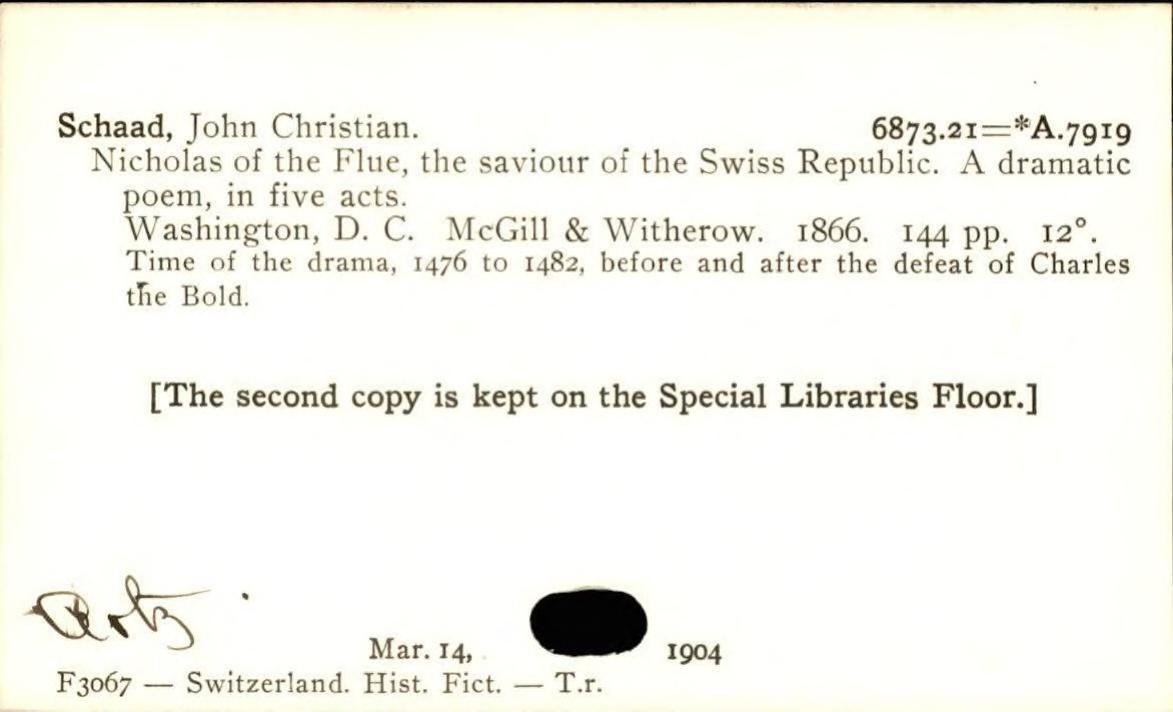 Schaad, John Christian. 6873.21=*A.7919
Nicholas of the Flue, the saviour of the Swiss Republic. A dramatic
poem, in five acts.
Washington, D. C. McGill & Witherow. 1866. 144 pp. 12°.
Time of the drama, 1476 to 1482, before and after the defeat of Charles
the Bold.
[The second copy is kept on the Special Libraries Floor.]
Mar. 14, 1904
F3067 — Switzerland. Hist. Fict. — T.r.